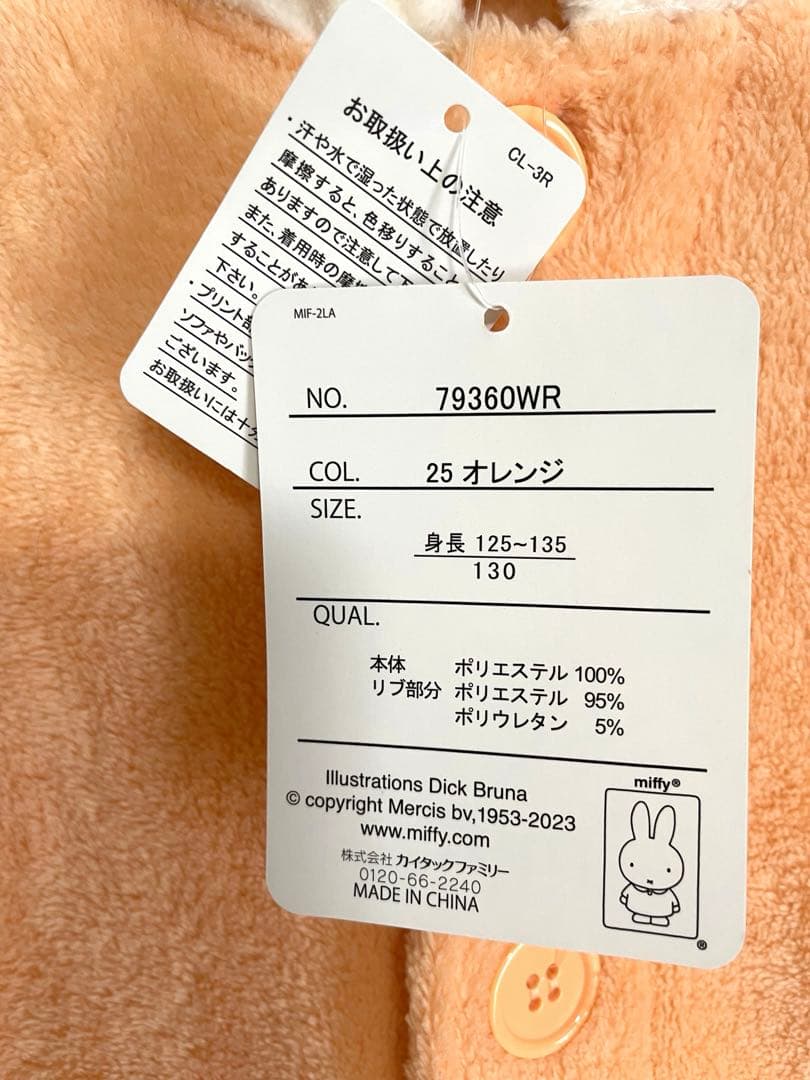 お取扱い上の注意
CL-3R
・汗や水で湿った状態で放置したり
摩擦すると、色移りすること
ありますので注意して下
また、着用時の摩
することがあ
下さい。
・プリント部
ソファやバッ
ございます。
お取扱いには十分
MIF-2LA
NO. 79360WR
COL. 25 オレンジ
SIZE.
身長 125~135
130
QUAL.
本体 ポリエステル 100%
リブ部分 ポリエステル 95%
ポリウレタン 5%
Illustrations Dick Bruna
© copyright Mercis bv,1953-2023
www.miffy.com
株式会社 カイタックファミリー
0120-66-2240
MADE IN CHINA
miffy®
®